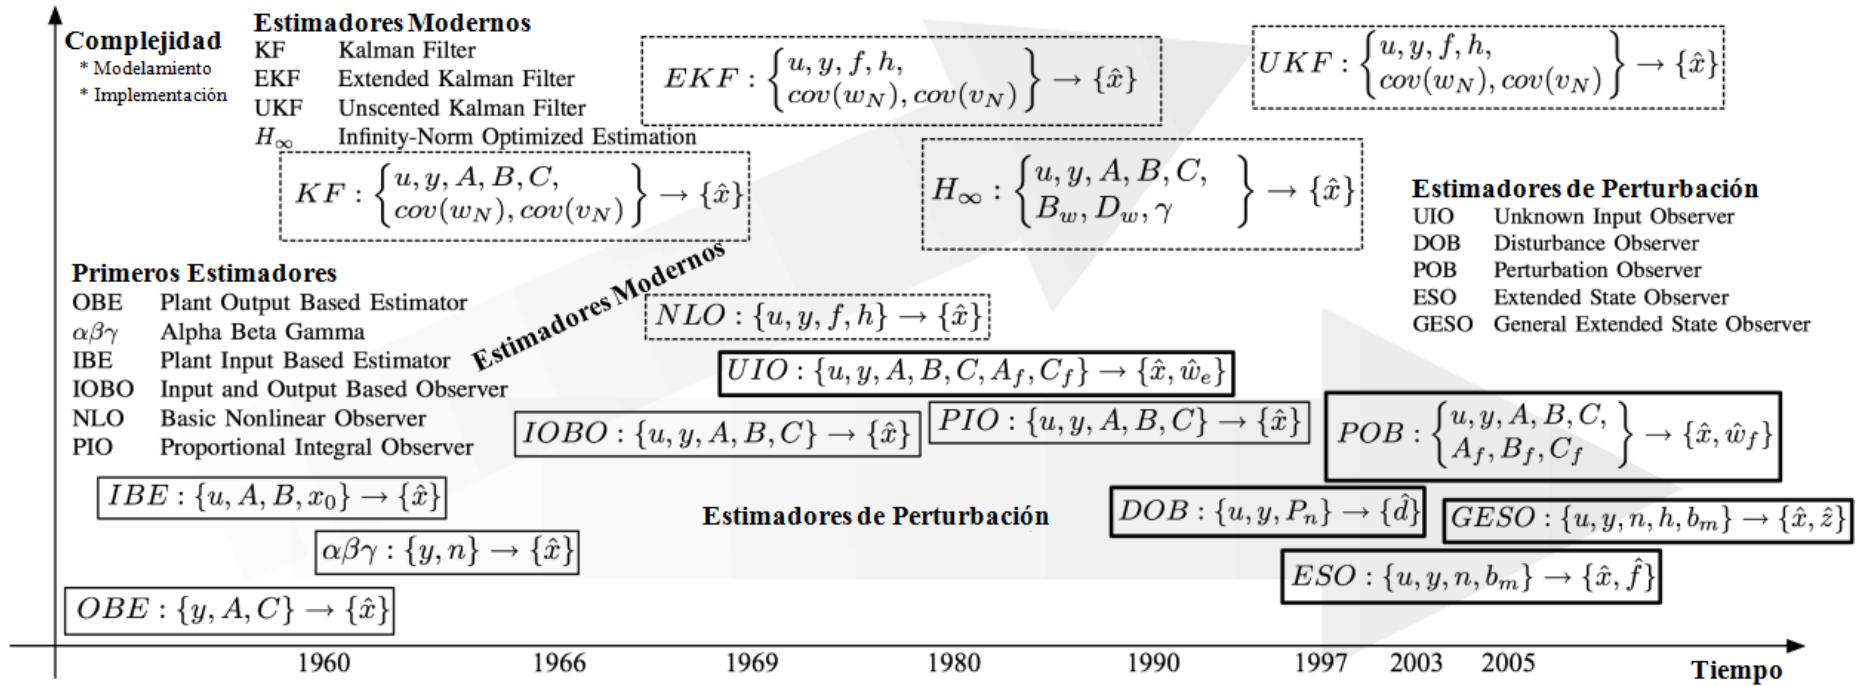 Complejidad
* Modelamiento
* Implementación
Estimadores Modernos
KF Kalman Filter
EKF Extended Kalman Filter
UKF Unscented Kalman Filter
H∞ Infinity-Norm Optimized Estimation
EKF : {u, y, f, h,
cov(w_N), cov(v_N)} → {x̂}
UKF : {u, y, f, h,
cov(w_N), cov(v_N)} → {x̂}
KF : {u, y, A, B, C,
cov(w_N), cov(v_N)} → {x̂}
H∞ : {u, y, A, B, C,
B_w, D_w, γ} → {x̂}
Estimadores de Perturbación
UIO Unknown Input Observer
DOB Disturbance Observer
POB Perturbation Observer
ESO Extended State Observer
GESO General Extended State Observer
Primeros Estimadores
OBE Plant Output Based Estimator
αβγ Alpha Beta Gamma
IBE Plant Input Based Estimator
IOBO Input and Output Based Observer
NLO Basic Nonlinear Observer
PIO Proportional Integral Observer
Estimadores Modernos
NLO : {u, y, f, h} → {x̂}
UIO : {u, y, A, B, C, A_f, C_f} → {x̂, ŵ_e}
IOBO : {u, y, A, B, C} → {x̂}
PIO : {u, y, A, B, C} → {x̂}
POB : {u, y, A, B, C,
A_f, B_f, C_f} → {x̂, ŵ_f}
IBE : {u, A, B, x_0} → {x̂}
Estimadores de Perturbación
DOB : {u, y, P_n} → {d̂}
GESO : {u, y, n, h, b_m} → {x̂, ẑ}
αβγ : {y, n} → {x̂}
ESO : {u, y, n, b_m} → {x̂, f̂}
OBE : {y, A, C} → {x̂}
1960 1966 1969 1980 1990 1997 2003 2005
Tiempo